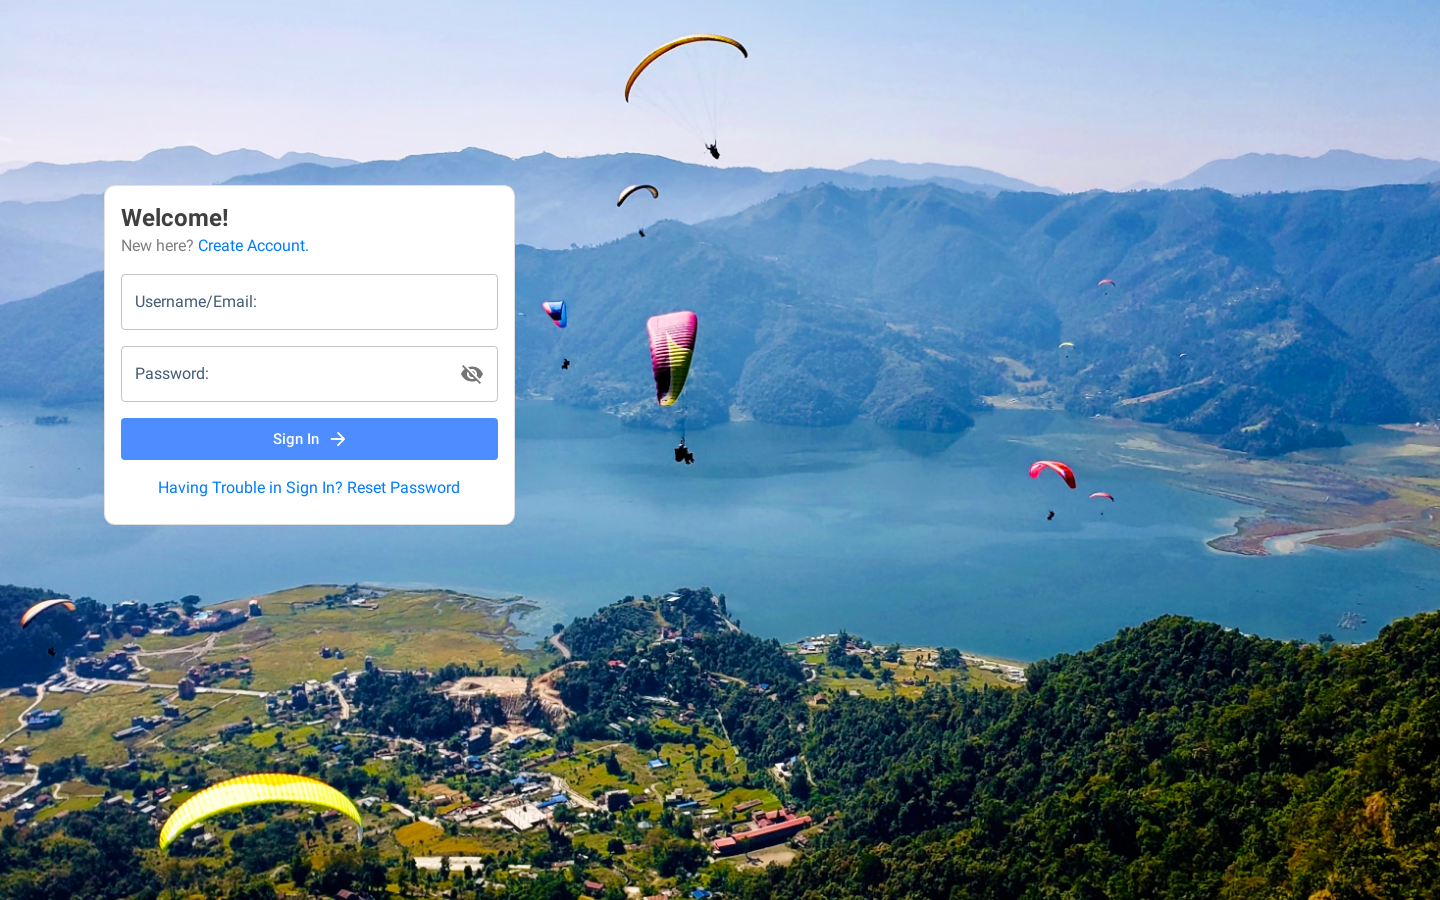 Welcome!
New here? Create Account.
Username/Email:
Password:
Sign In
Having Trouble in Sign In? Reset Password